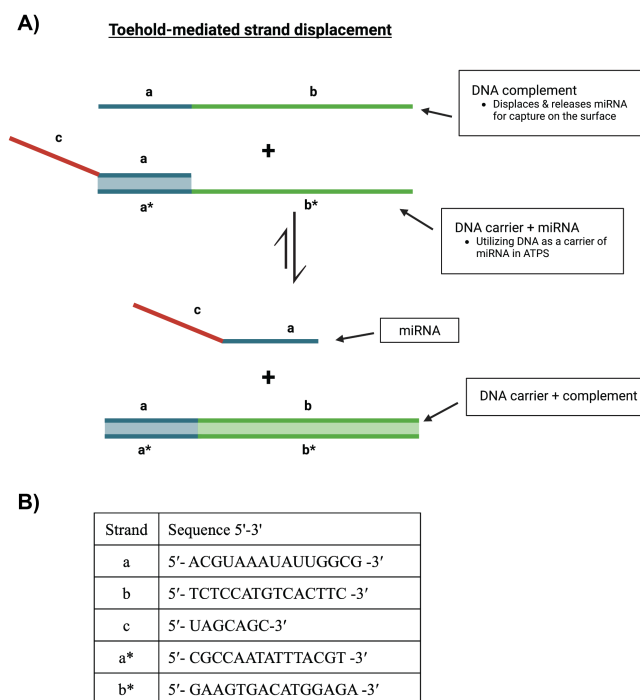 A)
Toehold-mediated strand displacement
a
b
DNA complement
• Displaces & releases miRNA
for capture on the surface
c
+
a
a*
b*
DNA carrier + miRNA
• Utilizing DNA as a carrier of
miRNA in ATPS
c
a
miRNA
+
a
b
DNA carrier + complement
a*
b*
B)
Strand Sequence 5'-3'
a 5′- ACGUAAAUAUUGGCG -3′
b 5′- TCTCCATGTCACTTC -3′
c 5′- UAGCAGC-3′
a* 5′- CGCCAATATTTACGT -3′
b* 5′- GAAGTGACATGGAGA -3′